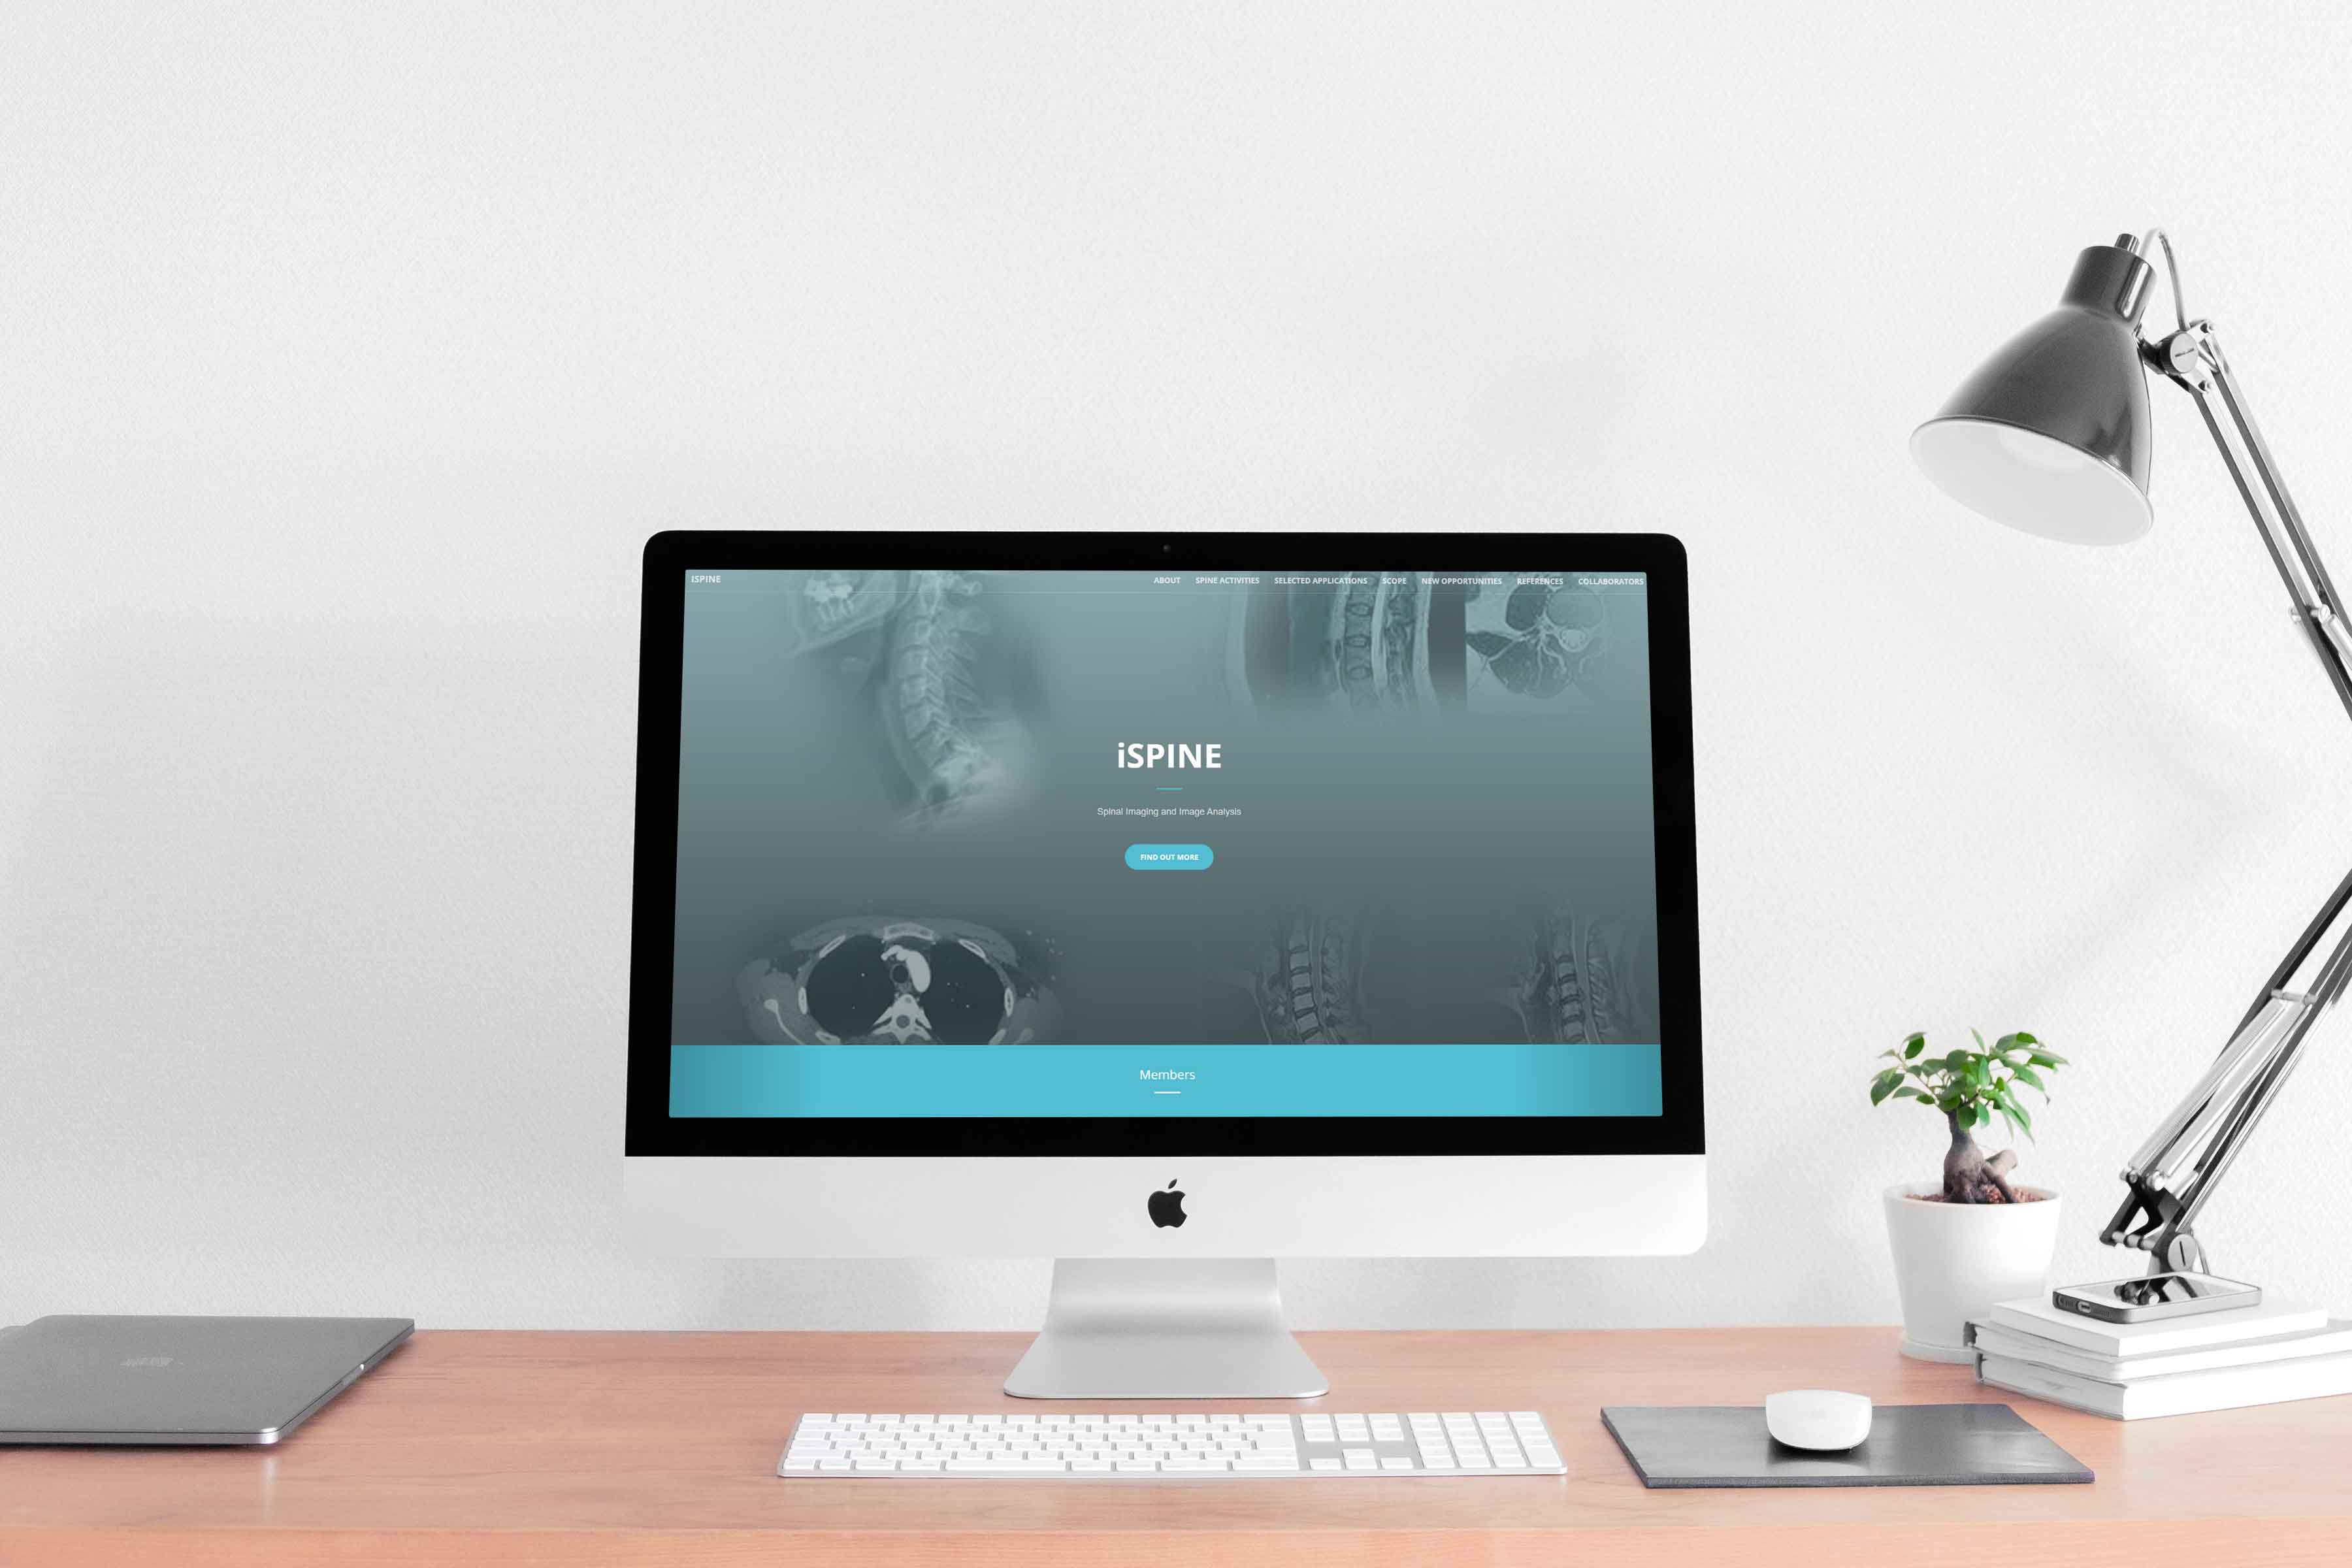 ISPINE
ABOUT SPINE ACTIVITIES SELECTED APPLICATIONS SCOPE NEW OPPORTUNITIES REFERENCES COLLABORATORS
iSPINE
Spinal Imaging and Image Analysis
FIND OUT MORE
Members